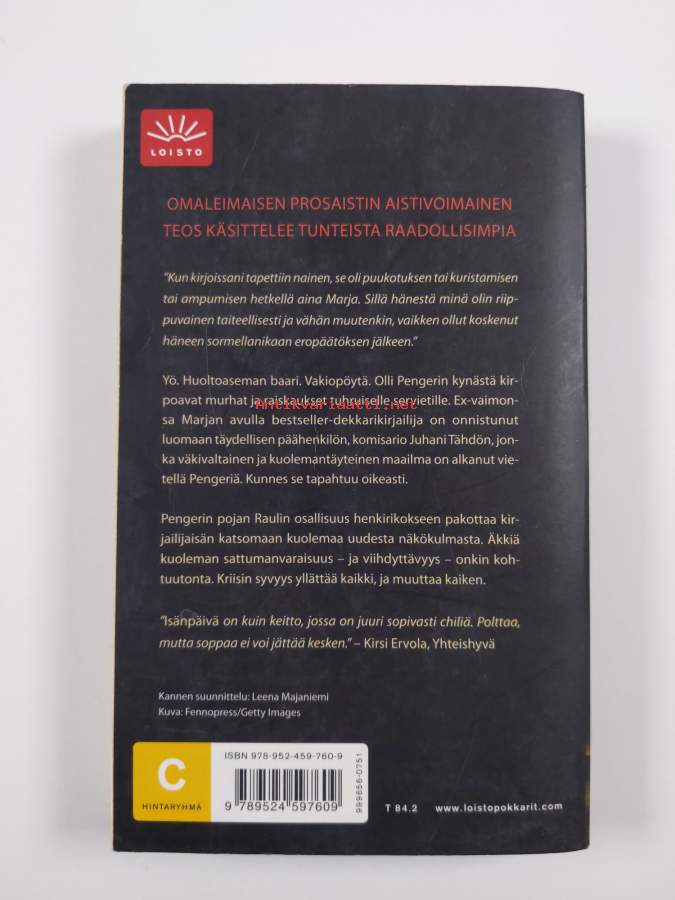 LOISTO
OMALEIMAISEN PROSAISTIN AISTIVOIMAINEN
TEOS KÄSITTELEE TUNTEISTA RAADOLLISIMPIA
”Kun kirjoissani tapettiin nainen, se oli puukotuksen tai kuristamisen
tai ampumisen hetkellä aina Marja. Sillä hänestä minä olin riip-
puvainen taiteellisesti ja vähän muutenkin, vaikken ollut koskenut
häneen sormellanikaan eropäätöksen jälkeen.”
Yö. Huoltoaseman baari. Vakiopöytä. Olli Pengerin kynästä kir-
poavat murhat ja raiskaukset tuhruiselle servietille. Ex-vaimon-
Antikvariaatti.net
sa Marjan avulla bestseller-dekkarikirjailija on onnistunut
luomaan täydellisen päähenkilön, komisario Juhani Tähdön, jon-
ka väkivaltainen ja kuolemantäyteinen maailma on alkanut vie-
tellä Pengeriä. Kunnes se tapahtuu oikeasti.
Pengerin pojan Raulin osallisuus henkirikokseen pakottaa kir-
jailijaisän katsomaan kuolemaa uudesta näkökulmasta. Äkkiä
kuoleman sattumanvaraisuus – ja viihdyttävyys – onkin koh-
tuutonta. Kriisin syvyys yllättää kaikki, ja muuttaa kaiken.
”Isänpäivä on kuin keitto, jossa on juuri sopivasti chiliä. Polttaa,
mutta soppaa ei voi jättää kesken.” – Kirsi Ervola, Yhteishyvä
Kannen suunnittelu: Leena Majaniemi
Kuva: Fennopress/Getty Images
C
HINTARYHMÄ
ISBN 978-952-459-760-9
9 789524 597609
999656-0751
T 84.2
www.loistopokkarit.com